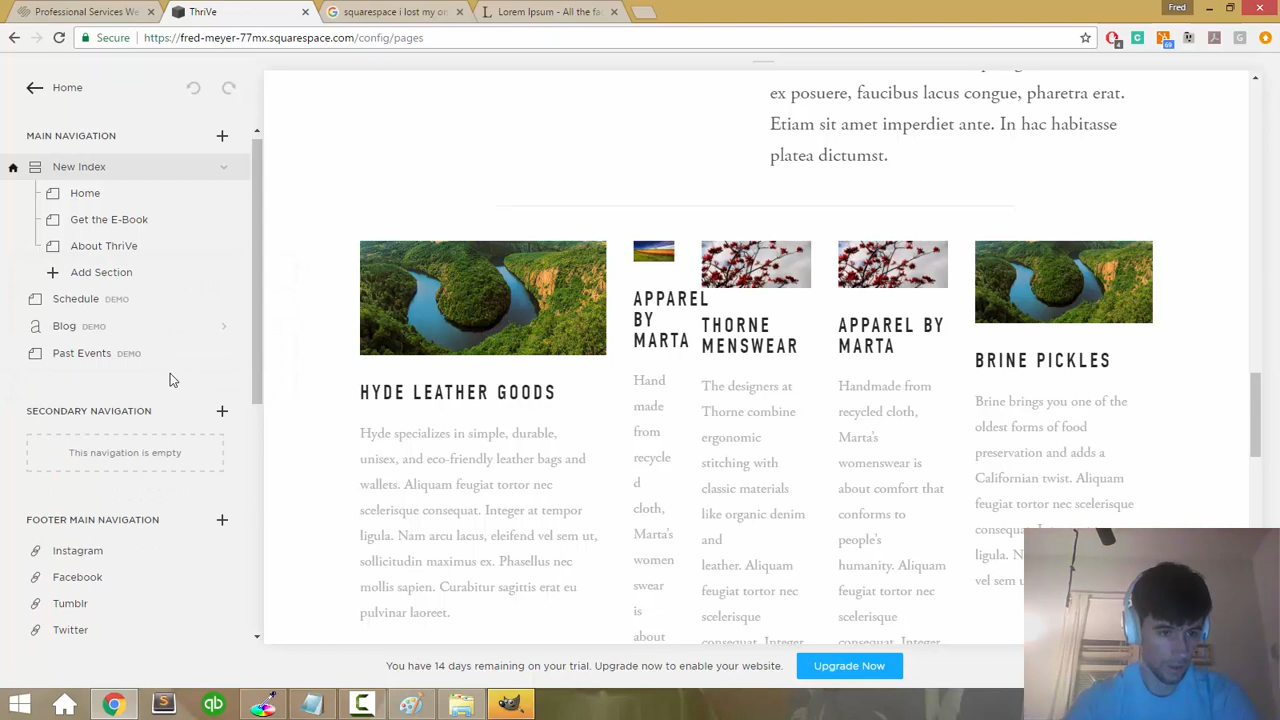 Professional Services We
ThriVe
squarespace i lost my or
Lorem Ipsum - All the fa
Fred
Secure
https://fred-meyer-77mx.squarespace.com/config/pages
Home
MAIN NAVIGATION
New Index
Home
Get the E-Book
About ThriVe
Add Section
Schedule DEMO
Blog DEMO
Past Events DEMO
SECONDARY NAVIGATION
This navigation is empty
FOOTER MAIN NAVIGATION
Instagram
Facebook
Tumblr
Twitter
ex posuere, faucibus lacus congue, pharetra erat.
Etiam sit amet imperdiet ante. In hac habitasse
platea dictumst.
HYDE LEATHER GOODS
Hyde specializes in simple, durable,
unisex, and eco-friendly leather bags and
wallets. Aliquam feugiat tortor nec
scelerisque consequat. Integer at tempor
ligula. Nam arcu lacus, eleifend vel sem ut,
sollicitudin maximus ex. Phasellus nec
mollis sapien. Curabitur sagittis erat eu
pulvinar laoreet.
APPAREL
BY
MARTA
Hand
made
from
recycle
d
cloth,
Marta's
women
swear
is
about
THORNE
MENSWEAR
The designers at
Thorne combine
ergonomic
stitching with
classic materials
like organic denim
and
leather. Aliquam
feugiat tortor nec
scelerisque
consequat. Integer
APPAREL BY
MARTA
Handmade from
recycled cloth,
Marta's
womenswear is
about comfort that
conforms to
people's
humanity. Aliquam
feugiat tortor nec
scelerisque
consequat. Integer
BRINE PICKLES
Brine brings you one of the
oldest forms of food
preservation and adds a
Californian twist. Aliquam
feugiat tortor nec scelerisque
ligula. N
vel sem u
You have 14 days remaining on your trial. Upgrade now to enable your website.
Upgrade Now